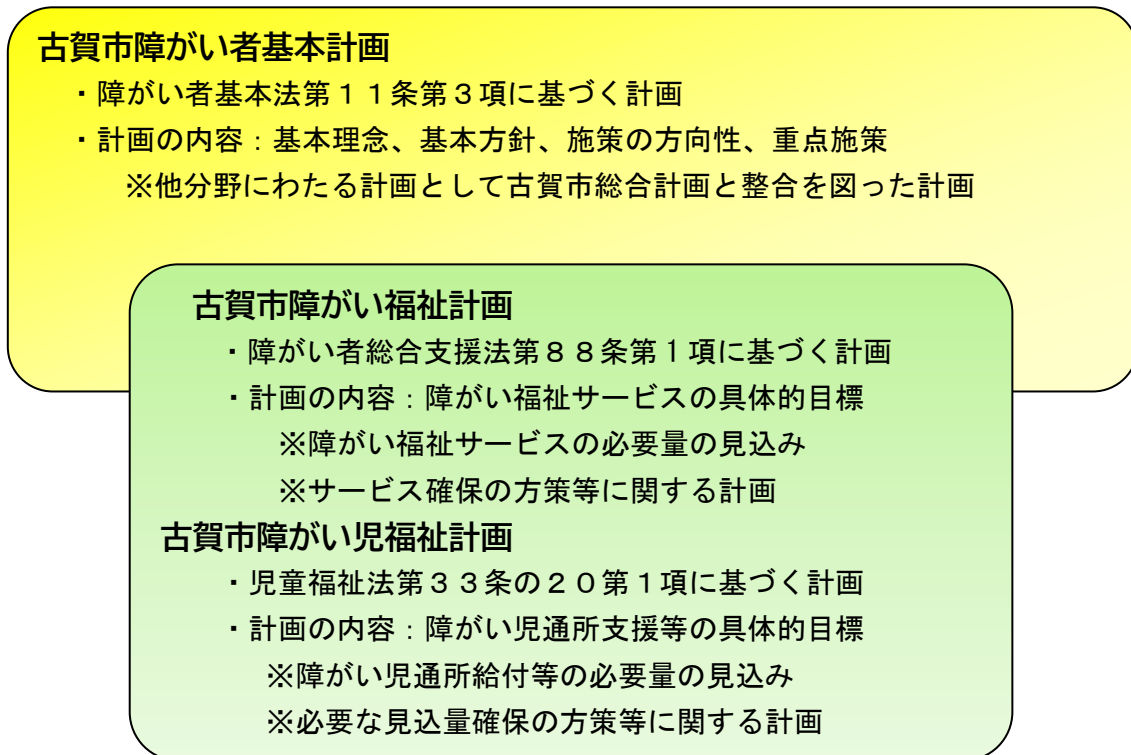 古賀市障がい者基本計画
・障がい者基本法第１１条第３項に基づく計画
・計画の内容：基本理念、基本方針、施策の方向性、重点施策
※他分野にわたる計画として古賀市総合計画と整合を図った計画
古賀市障がい福祉計画
・障がい者総合支援法第８８条第１項に基づく計画
・計画の内容：障がい福祉サービスの具体的目標
※障がい福祉サービスの必要量の見込み
※サービス確保の方策等に関する計画
古賀市障がい児福祉計画
・児童福祉法第３３条の２０第１項に基づく計画
・計画の内容：障がい児通所支援等の具体的目標
※障がい児通所給付等の必要量の見込み
※必要な見込量確保の方策等に関する計画